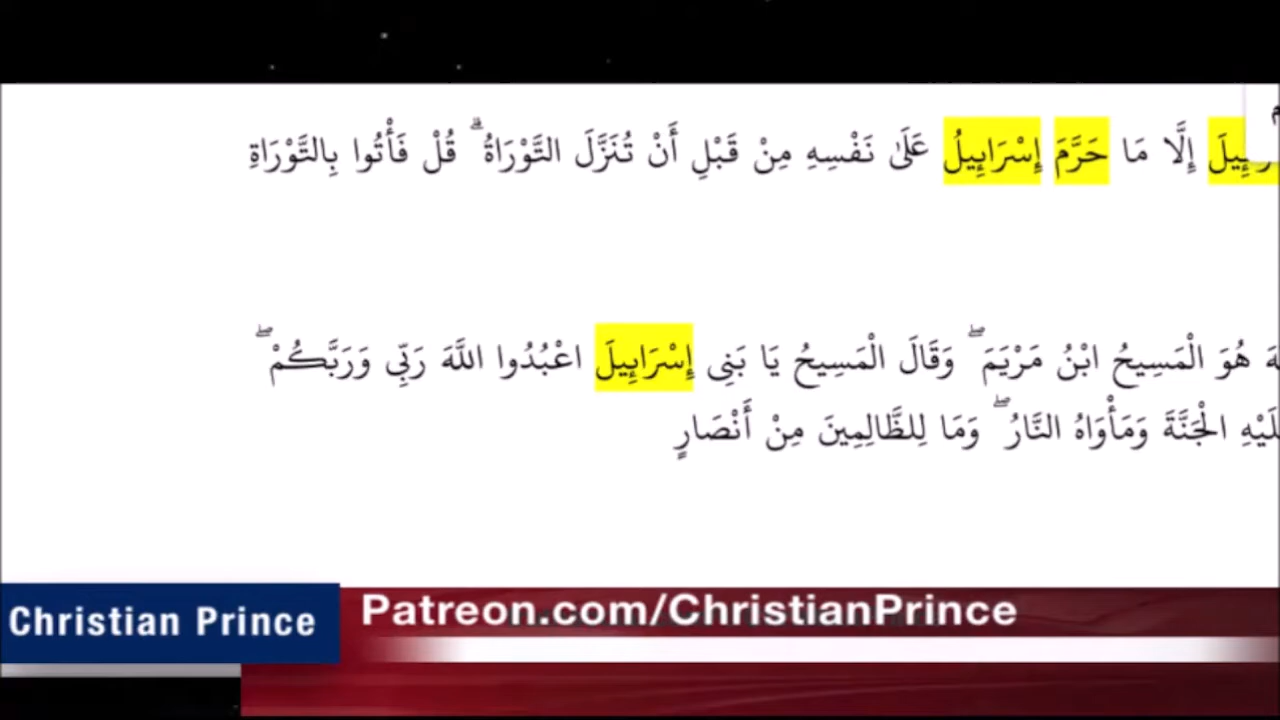 إِلَّا مَا حَرَّمَ إِسْرَائِيلُ عَلَىٰ نَفْسِهِ مِنْ قَبْلِ أَنْ تُنَزَّلَ التَّوْرَاةُ ۗ قُلْ فَأْتُوا بِالتَّوْرَاةِ
هُوَ الْمَسِيحُ ابْنُ مَرْيَمَ ۖ وَقَالَ الْمَسِيحُ يَا بَنِي إِسْرَائِيلَ اعْبُدُوا اللَّهَ رَبِّي وَرَبَّكُمْ ۖ
الْجَنَّةَ وَمَأْوَاهُ النَّارُ ۖ وَمَا لِلظَّالِمِينَ مِنْ أَنْصَارٍ
Christian Prince
Patreon.com/ChristianPrince